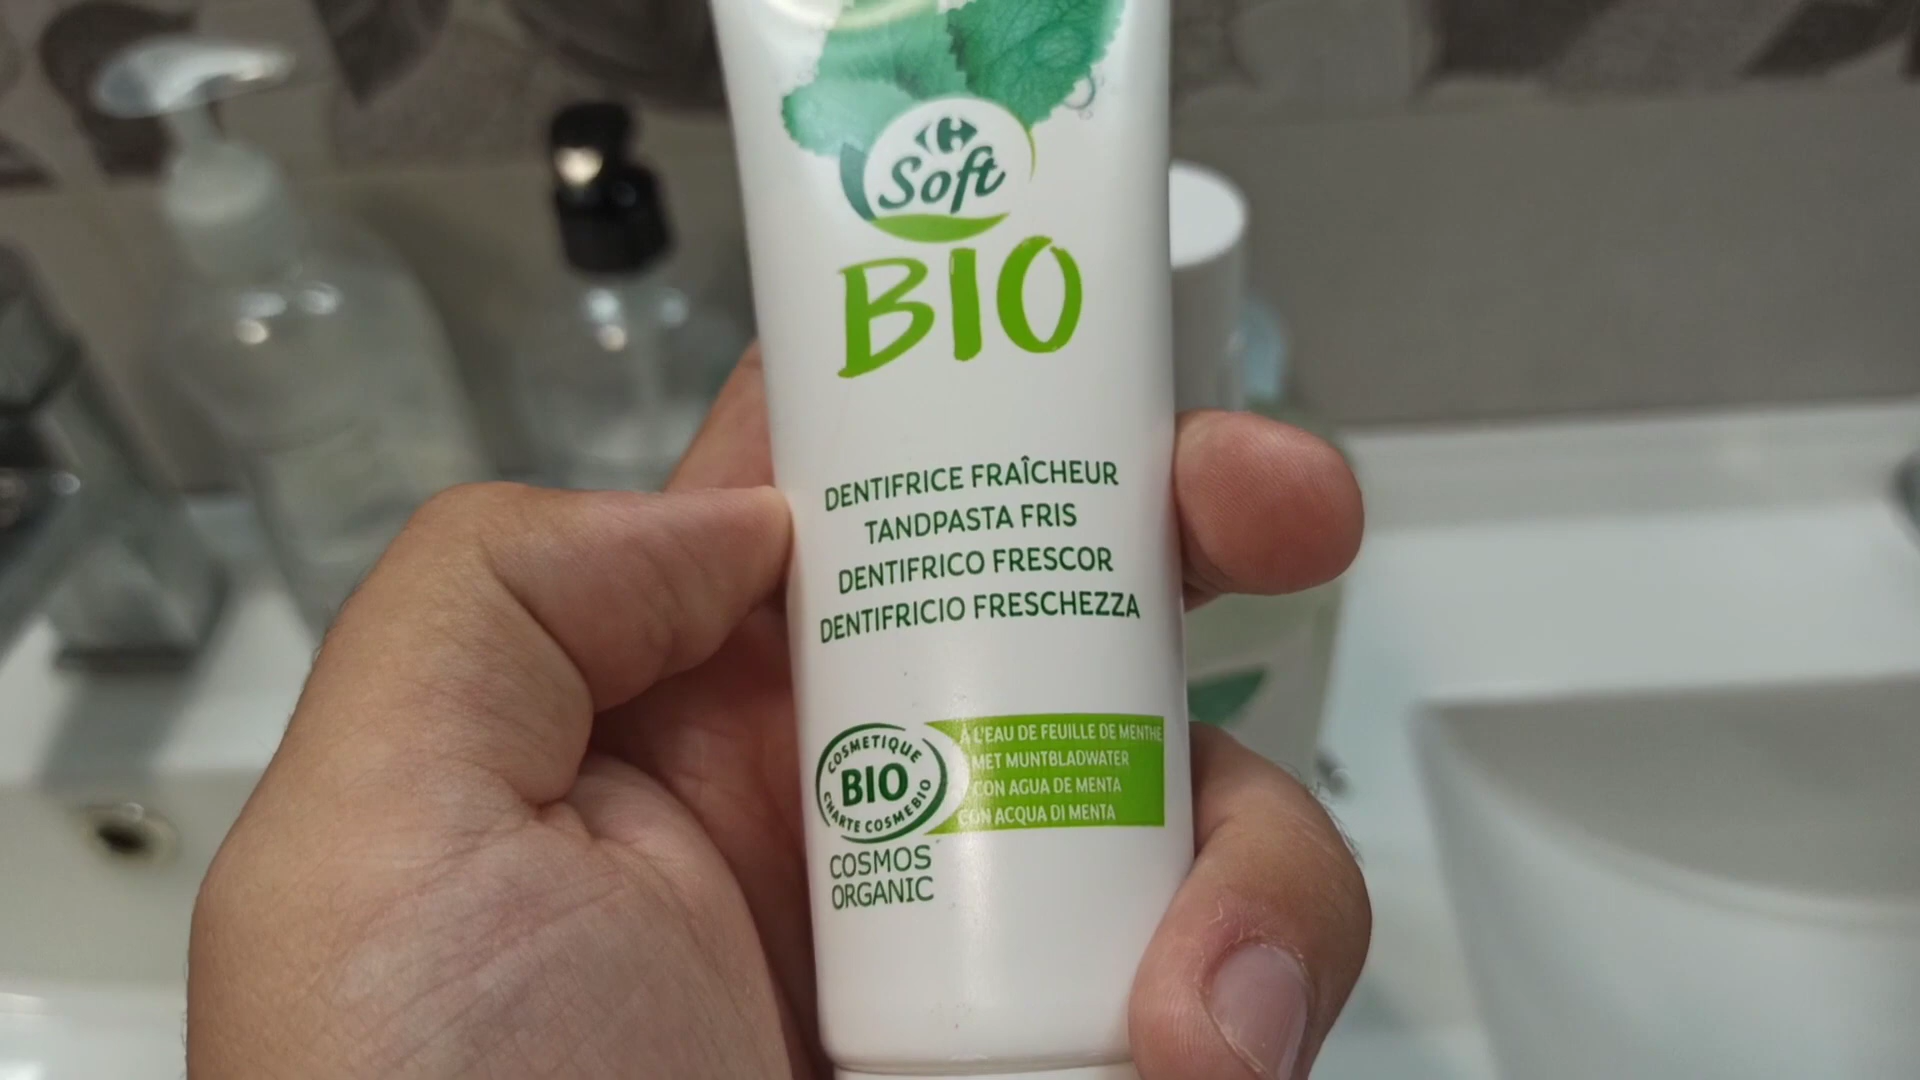 Soft
BIO
DENTIFRICE FRAÎCHEUR
TANDPASTA FRIS
DENTIFRICO FRESCOR
DENTIFRICIO FRESCHEZZA
COSMETIQUE
BIO
CHARTE COSMEBIO
COSMOS
ORGANIC
À L'EAU DE FEUILLE DE MENTHE
MET MUNTBLADWATER
CON AGUA DE MENTA
CON ACQUA DI MENTA